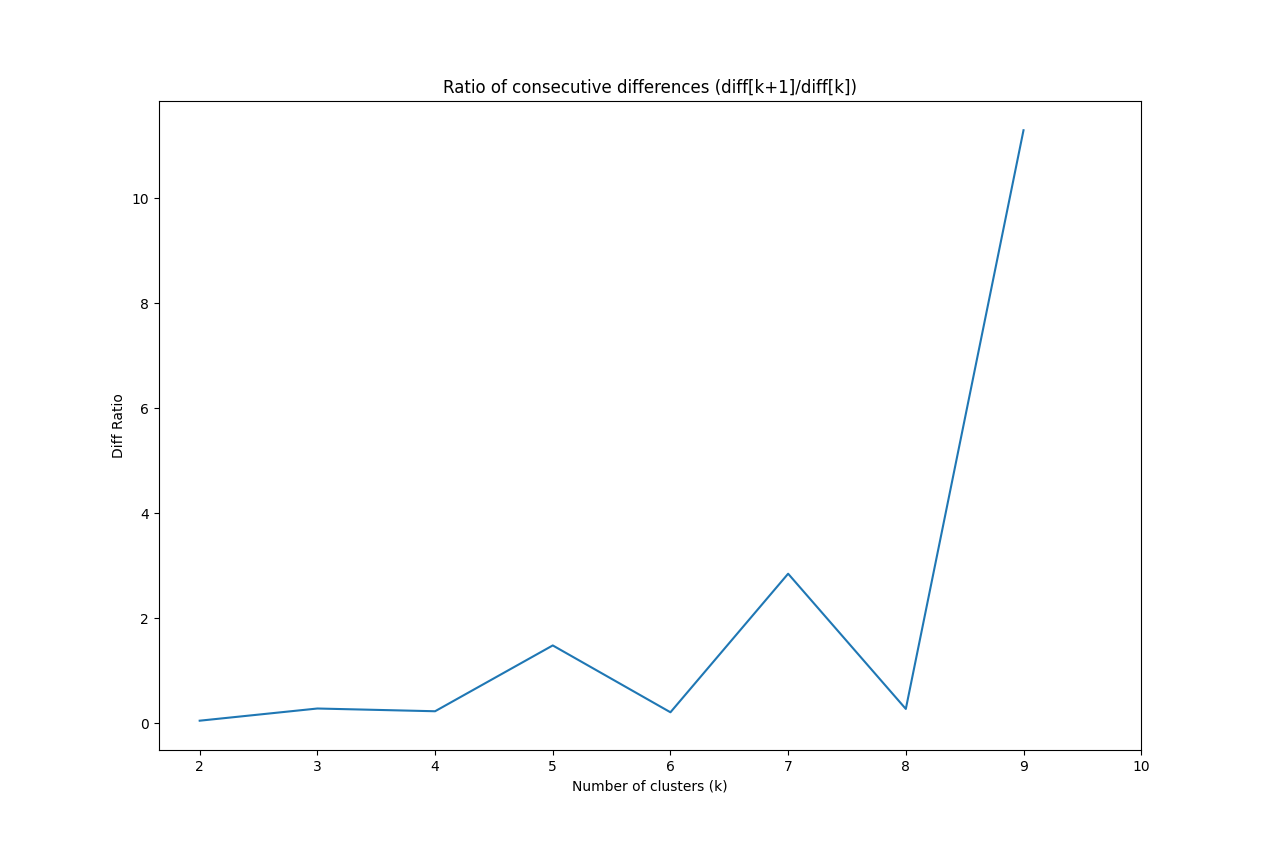 Ratio of consecutive differences (diff[k+1]/diff[k])
10
8
6
4
2
0
Diff Ratio
2 3 4 5 6 7 8 9 10
Number of clusters (k)